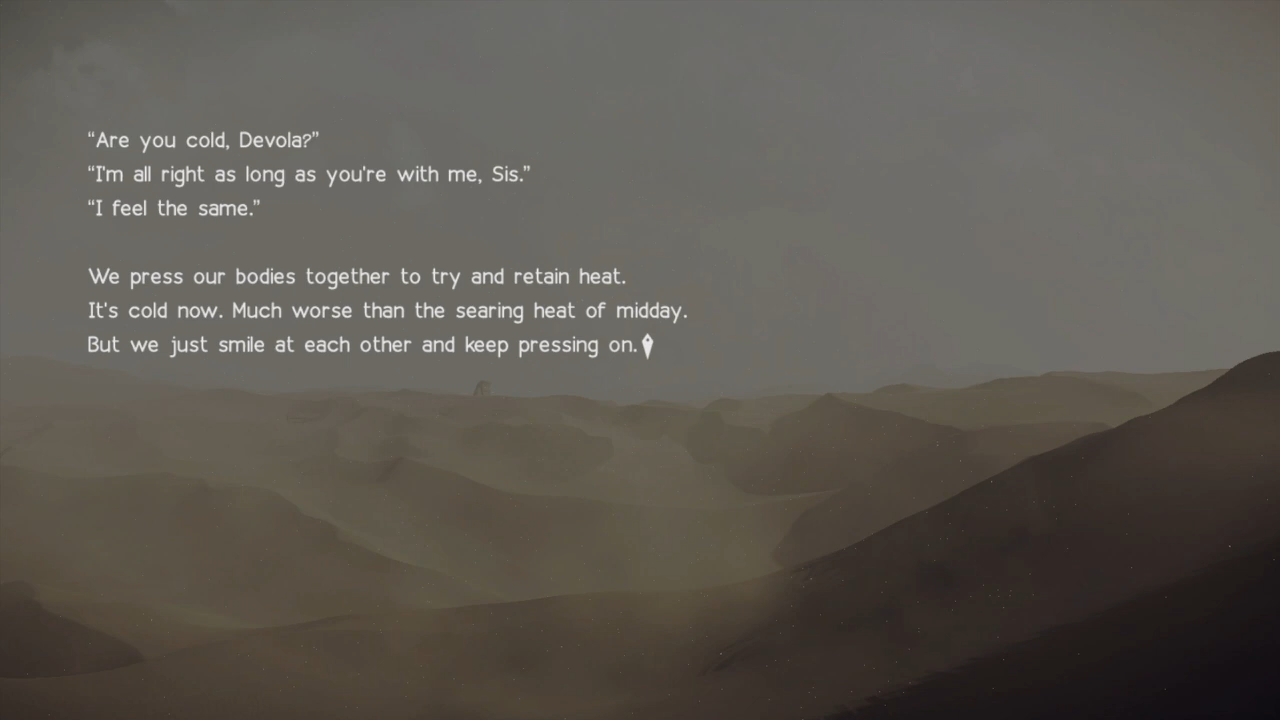 “Are you cold, Devola?”
“I'm all right as long as you're with me, Sis.”
“I feel the same.”
We press our bodies together to try and retain heat.
It's cold now. Much worse than the searing heat of midday.
But we just smile at each other and keep pressing on.